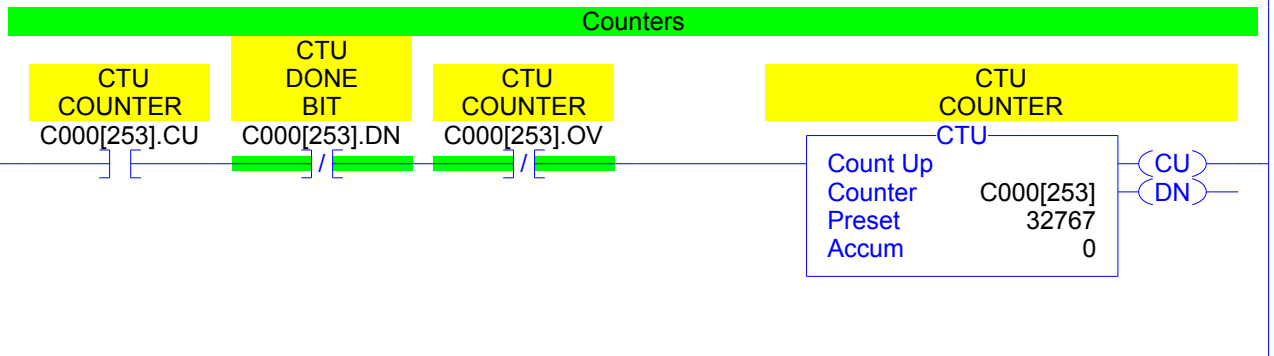 Counters
CTU
COUNTER
C000[253].CU
CTU
DONE
BIT
C000[253].DN
/
CTU
COUNTER
C000[253].OV
/
CTU
COUNTER
CTU
Count Up
Counter C000[253]
Preset 32767
Accum 0
CU
DN